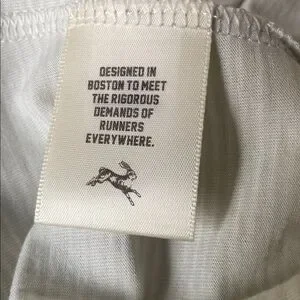 DESIGNED IN
BOSTON TO MEET
THE RIGOROUS
DEMANDS OF
RUNNERS
EVERYWHERE.